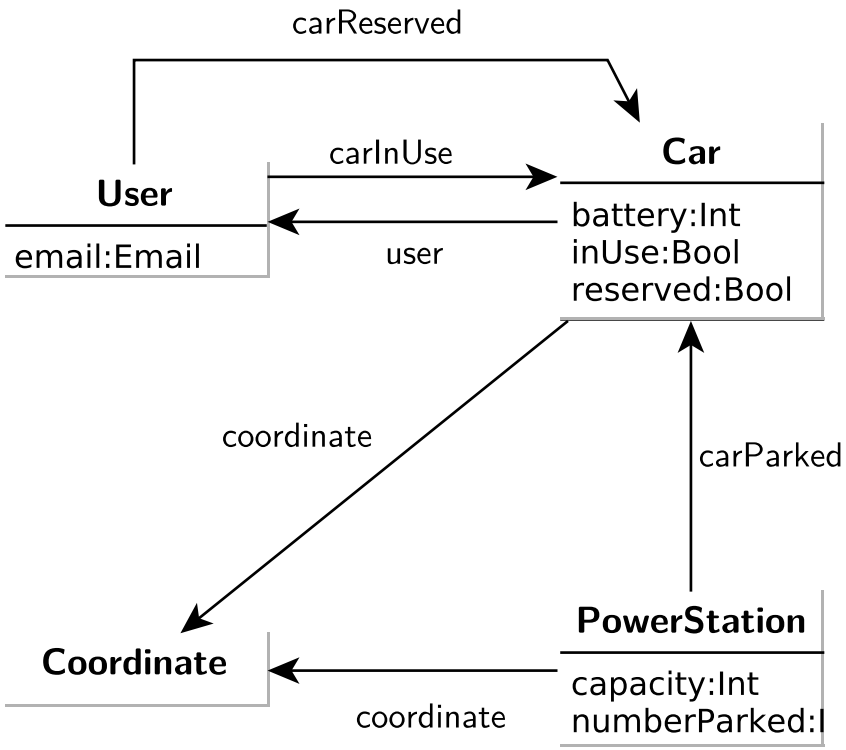 carReserved
carInUse
Car
User
battery:Int
email:Email
user
inUse:Bool
reserved:Bool
coordinate
carParked
PowerStation
Coordinate
capacity:Int
coordinate
numberParked:I